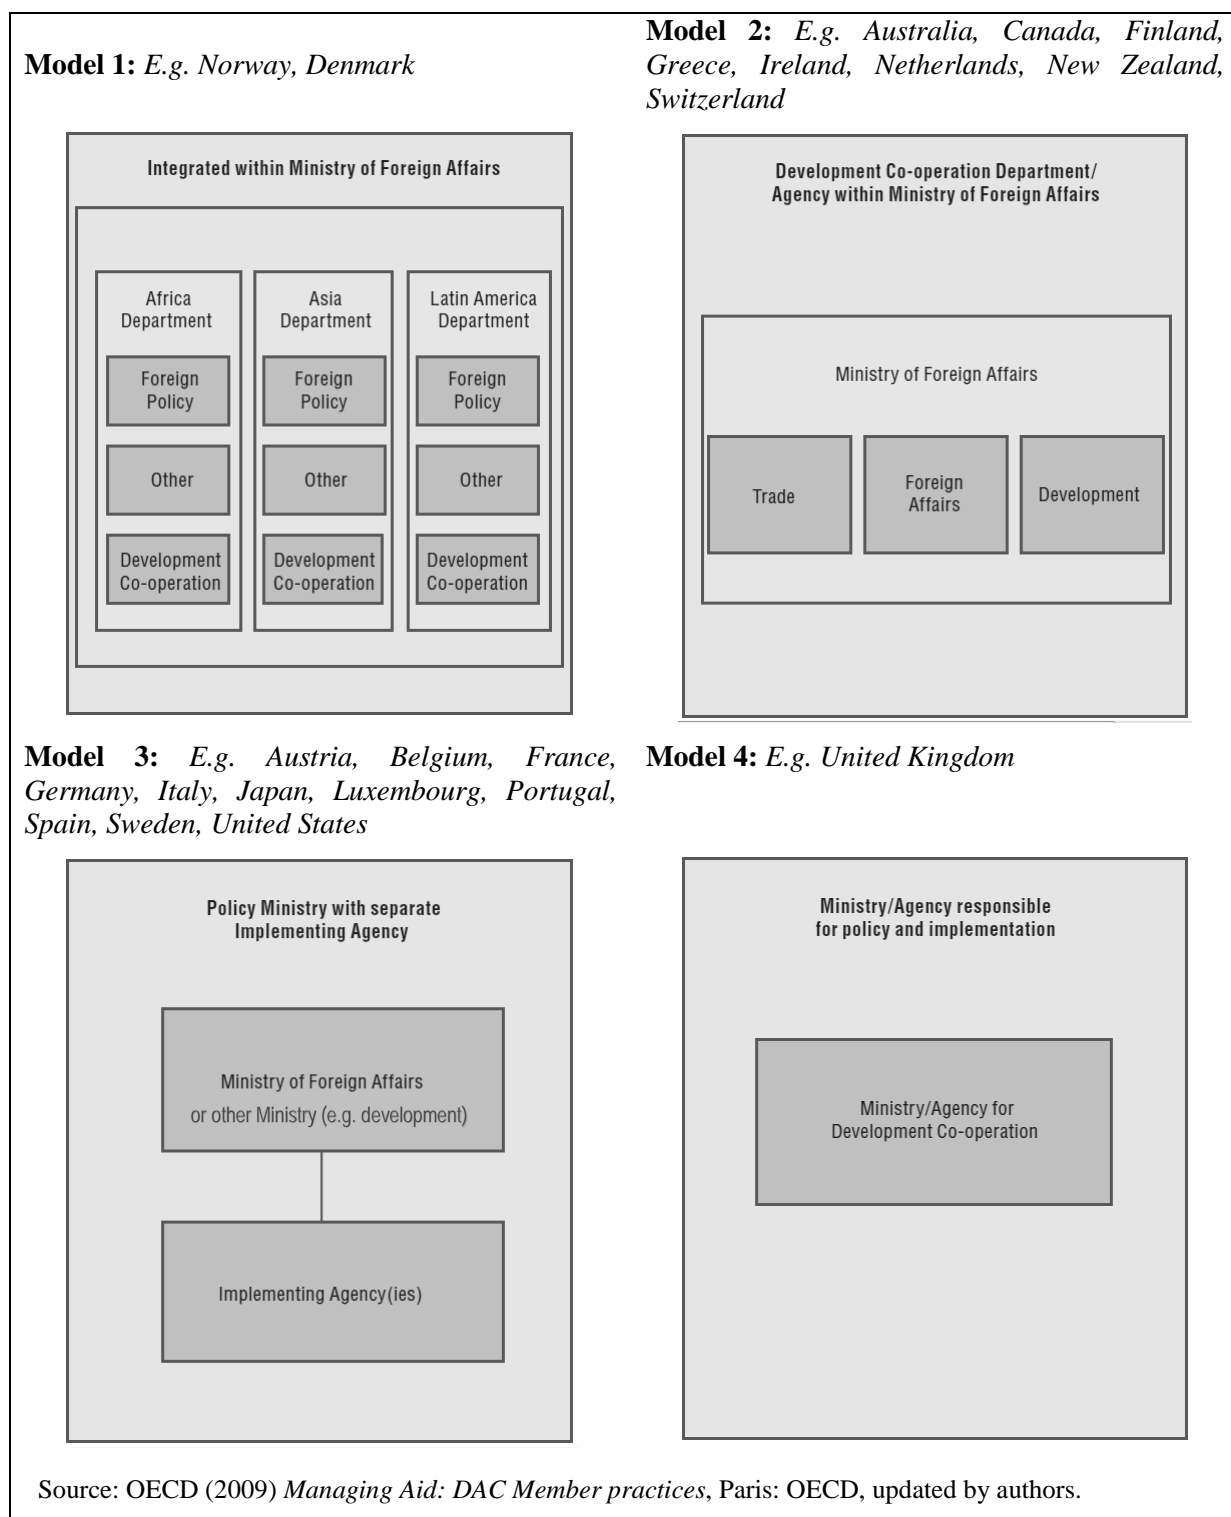 Model 1: E.g. Norway, Denmark
Model 2: E.g. Australia, Canada, Finland,
Greece, Ireland, Netherlands, New Zealand,
Switzerland
Integrated within Ministry of Foreign Affairs
Africa
Department
Foreign
Policy
Other
Development
Co-operation
Asia
Department
Foreign
Policy
Other
Development
Co-operation
Latin America
Department
Foreign
Policy
Other
Development
Co-operation
Development Co-operation Department/
Agency within Ministry of Foreign Affairs
Ministry of Foreign Affairs
Trade
Foreign
Affairs
Development
Model 3: E.g. Austria, Belgium, France,
Germany, Italy, Japan, Luxembourg, Portugal,
Spain, Sweden, United States
Model 4: E.g. United Kingdom
Policy Ministry with separate
Implementing Agency
Ministry of Foreign Affairs
or other Ministry (e.g. development)
Implementing Agency(ies)
Ministry/Agency responsible
for policy and implementation
Ministry/Agency for
Development Co-operation
Source: OECD (2009) Managing Aid: DAC Member practices, Paris: OECD, updated by authors.